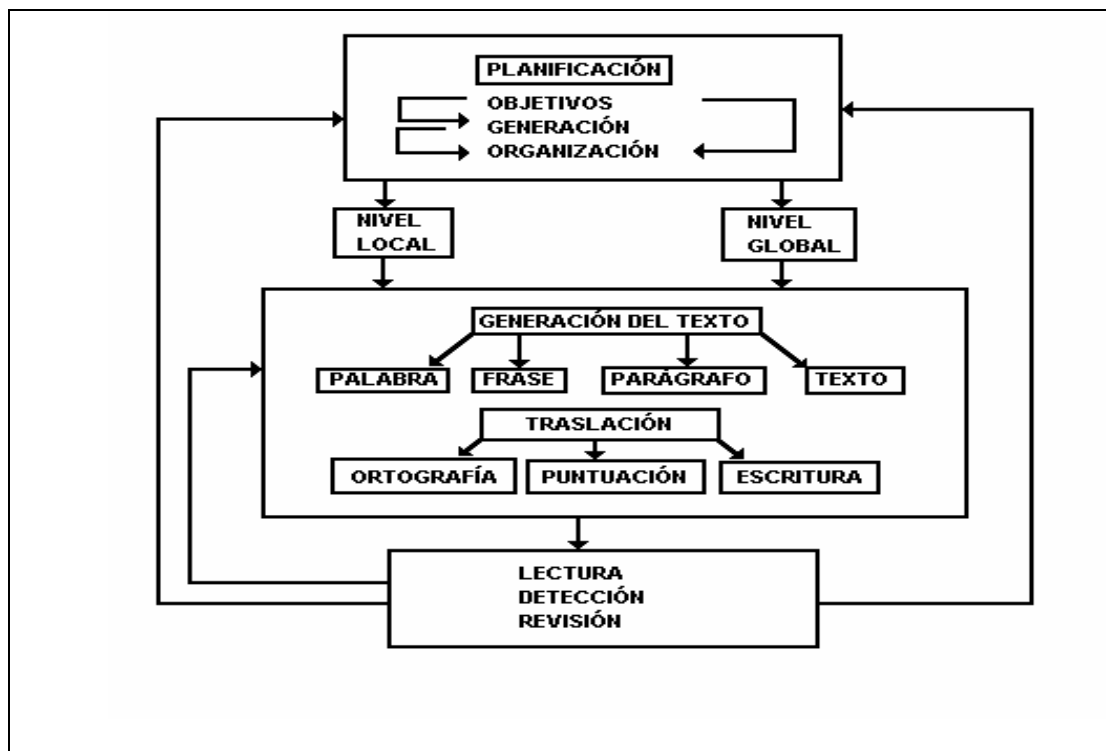 PLANIFICACIÓN
OBJETIVOS
GENERACIÓN
ORGANIZACIÓN
NIVEL
LOCAL
NIVEL
GLOBAL
GENERACIÓN DEL TEXTO
PALABRA
FRASE
PARÁGRAFO
TEXTO
TRASLACIÓN
ORTOGRAFÍA
PUNTUACIÓN
ESCRITURA
LECTURA
DETECCIÓN
REVISIÓN